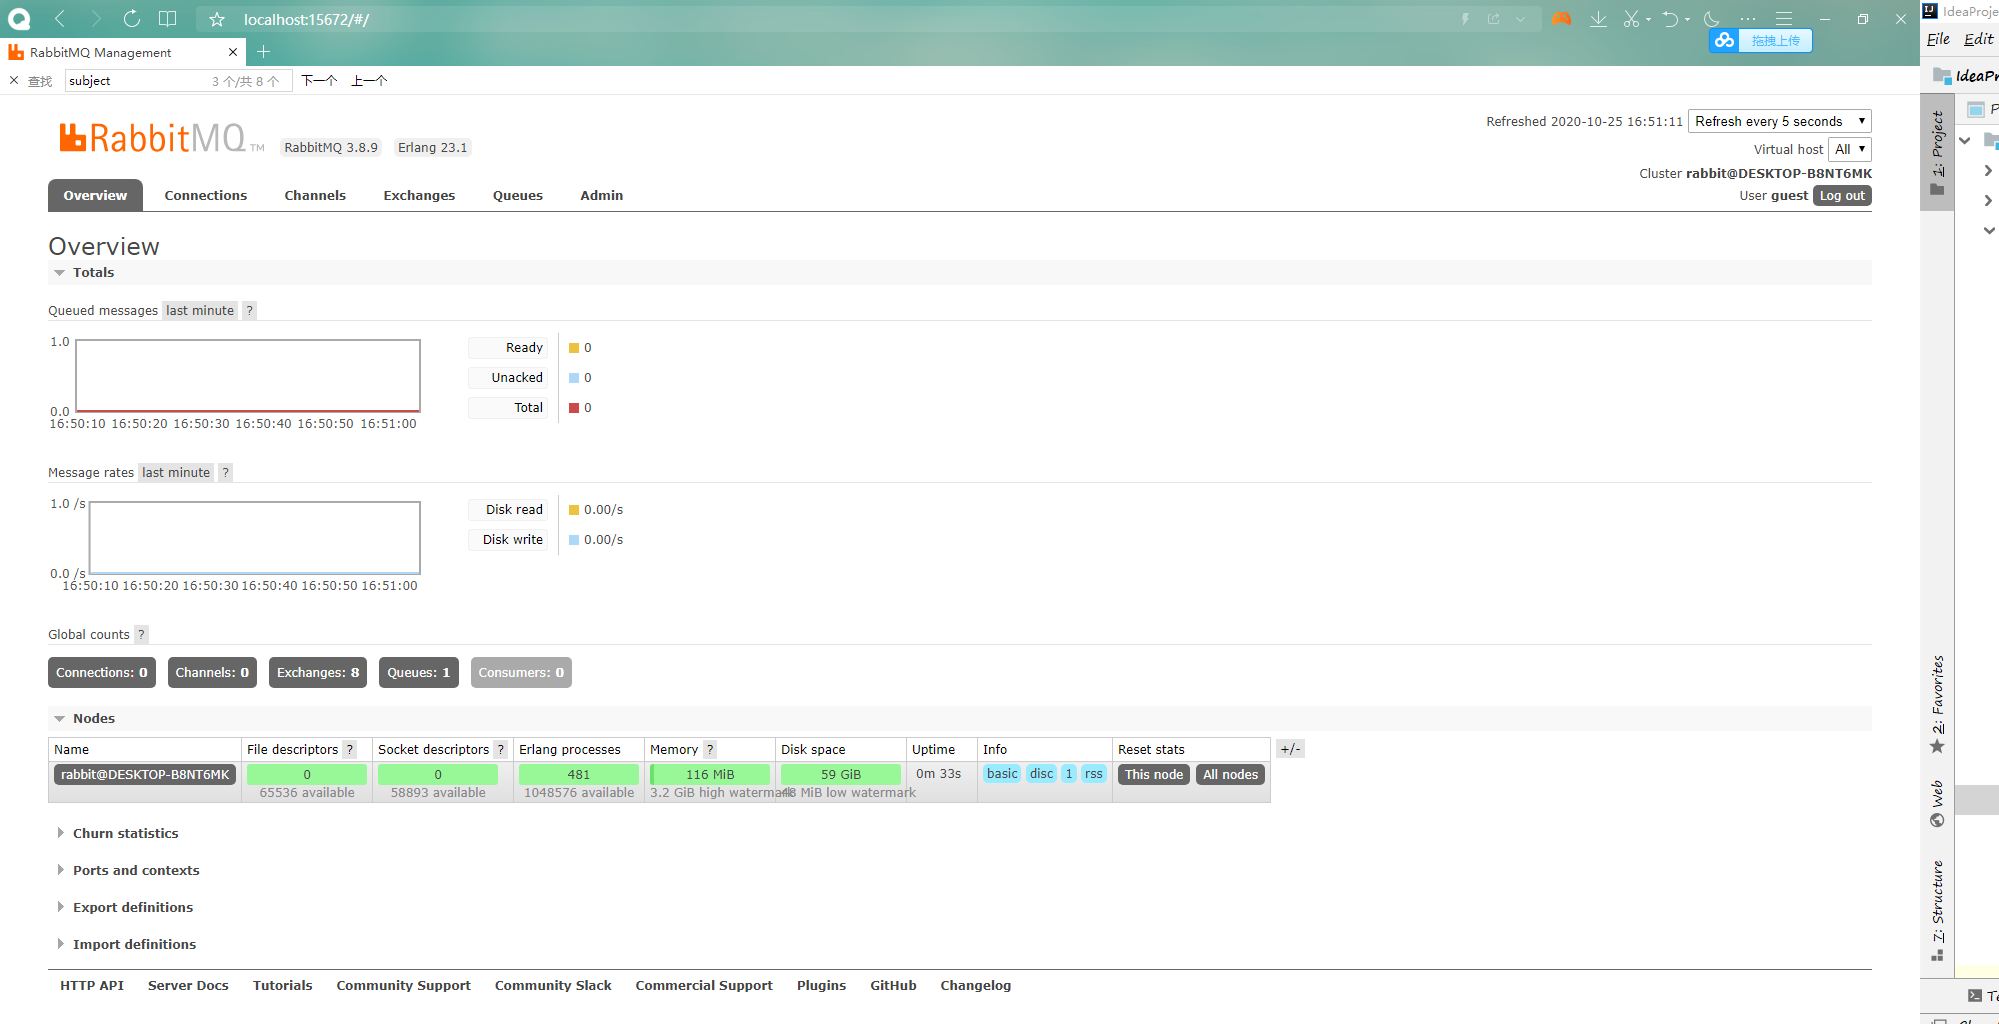 localhost:15672/#/
RabbitMQ Management
拖拽上传
查找 subject 3 个/共 8 个 下一个 上一个
RabbitMQ TM RabbitMQ 3.8.9 Erlang 23.1
Refreshed 2020-10-25 16:51:11 Refresh every 5 seconds
Virtual host All
Cluster rabbit@DESKTOP-B8NT6MK
User guest Log out
Overview Connections Channels Exchanges Queues Admin
Overview
Totals
Queued messages last minute ?
1.0
0.0
16:50:10 16:50:20 16:50:30 16:50:40 16:50:50 16:51:00
Ready 0
Unacked 0
Total 0
Message rates last minute ?
1.0 /s
0.0 /s
16:50:10 16:50:20 16:50:30 16:50:40 16:50:50 16:51:00
Disk read 0.00/s
Disk write 0.00/s
Global counts ?
Connections: 0 Channels: 0 Exchanges: 8 Queues: 1 Consumers: 0
Nodes
Name File descriptors ? Socket descriptors ? Erlang processes Memory ? Disk space Uptime Info Reset stats +/-
rabbit@DESKTOP-B8NT6MK 0 0 481 116 MiB 59 GiB 0m 33s basic disc 1 rss This node All nodes
65536 available 58893 available 1048576 available 3.2 GiB high watermark 48 MiB low watermark
Churn statistics
Ports and contexts
Export definitions
Import definitions
HTTP API Server Docs Tutorials Community Support Community Slack Commercial Support Plugins GitHub Changelog
IdeaProje
File Edit
IdeaPr
P
1: Project
2: Favorites
Web
7: Structure
Te